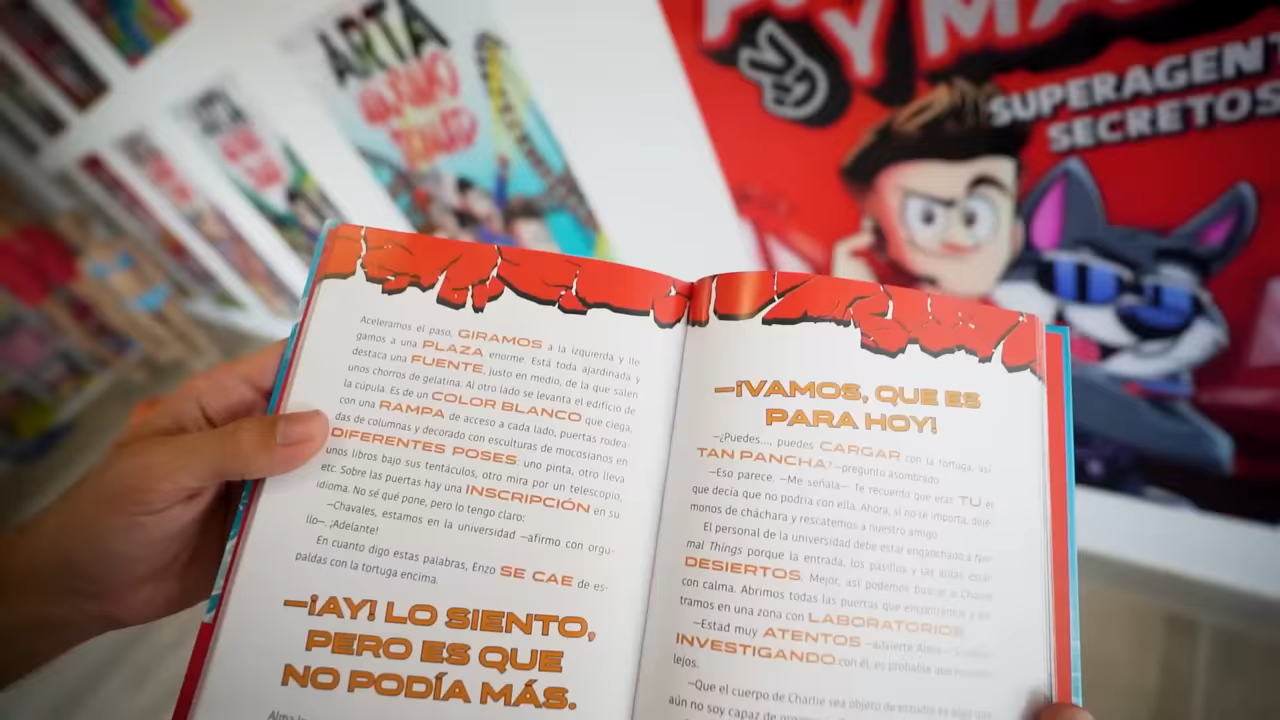 ARTA
Y MA
SUPERAGENT
SECRETOS
Aceleramos el paso, GIRAMOS a la izquierda y lle
gamos a una PLAZA enorme. Está toda ajardinada y
destaca una FUENTE, justo en medio, de la que salen
unos chorros de gelatina. Al otro lado se levanta el edificio de
la cúpula. Es de un COLOR BLANCO que ciega,
con una RAMPA de acceso a cada lado, puertas rodea-
das de columnas y decorado con esculturas de mocosianos en
DIFERENTES POSES: uno pinta, otro lleva
unos libros bajo sus tentáculos, otro mira por un telescopio,
etc. Sobre las puertas hay una INSCRIPCIÓN en su
idioma. No sé qué pone, pero lo tengo claro:
—Chavales, estamos en la universidad —afirmo con orgu-
llo—. ¡Adelante!
En cuanto digo estas palabras, Enzo SE CAE de es-
paldas con la tortuga encima.
—¡AY! LO SIENTO,
PERO ES QUE
NO PODÍA MÁS.
—¡VAMOS, QUE ES
PARA HOY!
—¿Puedes..., puedes CARGAR con la tortuga, así
TAN PANCHA? —pregunto asombrado.
—Eso parece. —Me señala—. Te recuerdo que eras TÚ el
que decía que no podría con ella. Ahora, si no se importa, deje-
monos de cháchara y rescatemos a nuestro amigo.
El personal de la universidad debe estar enganchado a Nor
mal Things porque la entrada, los pasillos y las aulas están
DESIERTOS. Mejor, así podemos buscar a Charlie
con calma. Abrimos todas las puertas que encontramos y en
tramos en una zona con LABORATORIOS
—Estad muy ATENTOS —advierte Alma—.
INVESTIGANDO con él, es probable que
lejos.
—Que el cuerpo de Charlie sea objeto de estudio es algo que
aún no soy capaz de
Alma